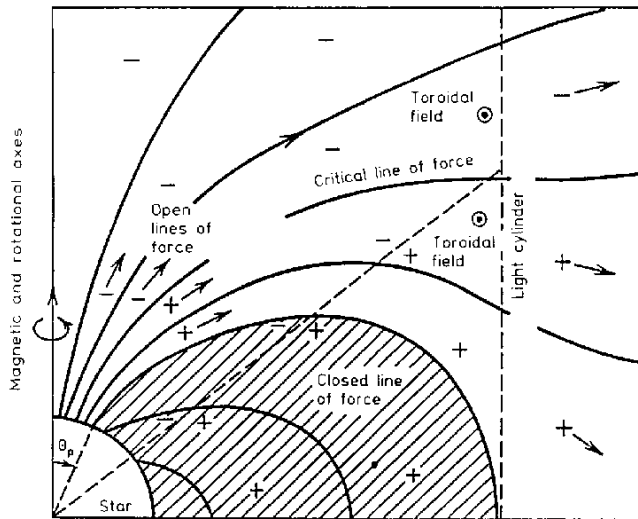 Magnetic and rotational axes
Toroidal
field
Critical line of force
Open
lines of
force
Toroidal
field
Light cylinder
Closed line
of force
θp
Star